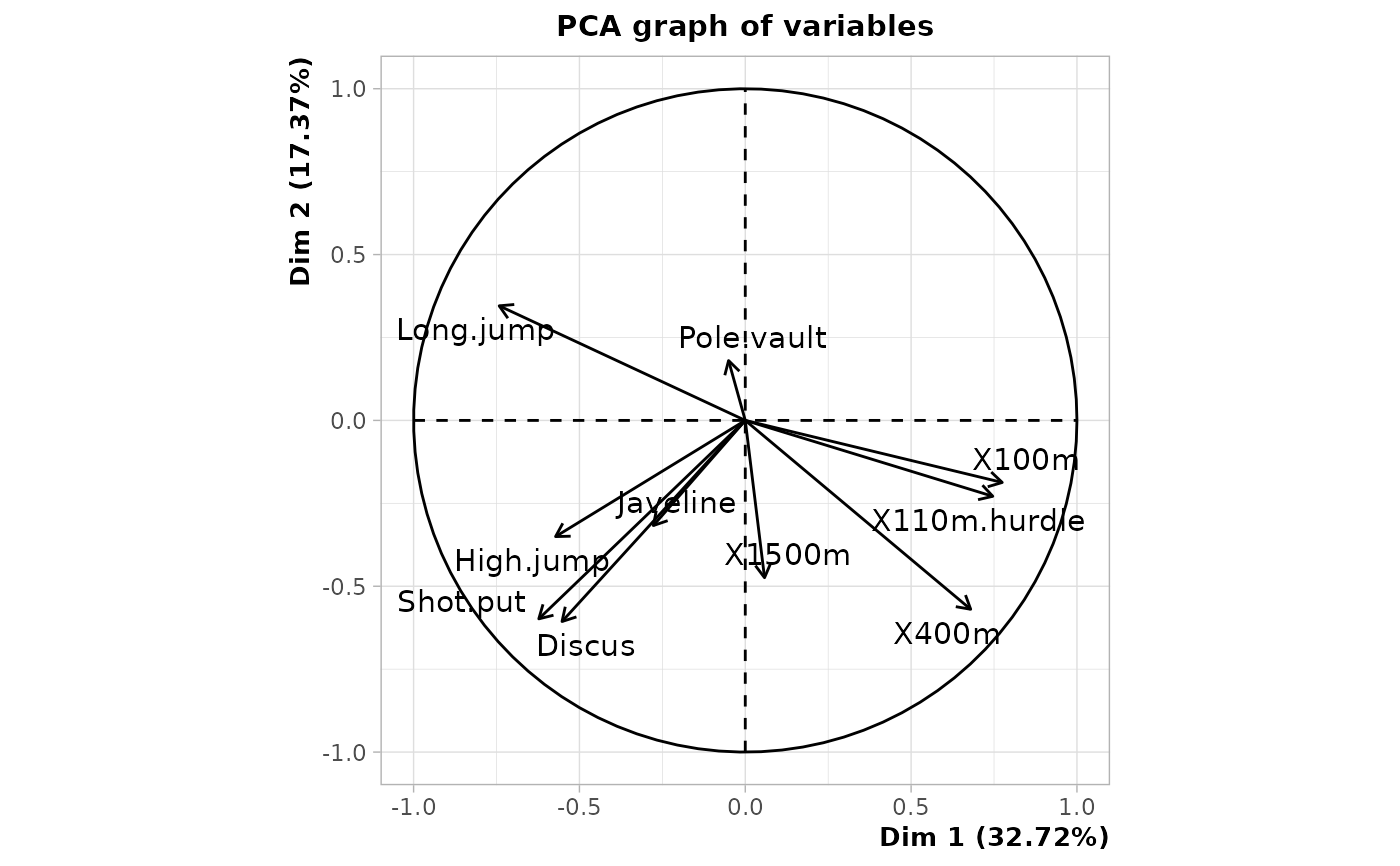 PCA graph of variables
Dim 2 (17.37%)
1.0
0.5
0.0
-0.5
-1.0
Long.jump
Pole.vault
X100m
Javeline
X110m.hurdle
High.jump
X1500m
Shot.put
X400m
Discus
-1.0
-0.5
0.0
0.5
1.0
Dim 1 (32.72%)